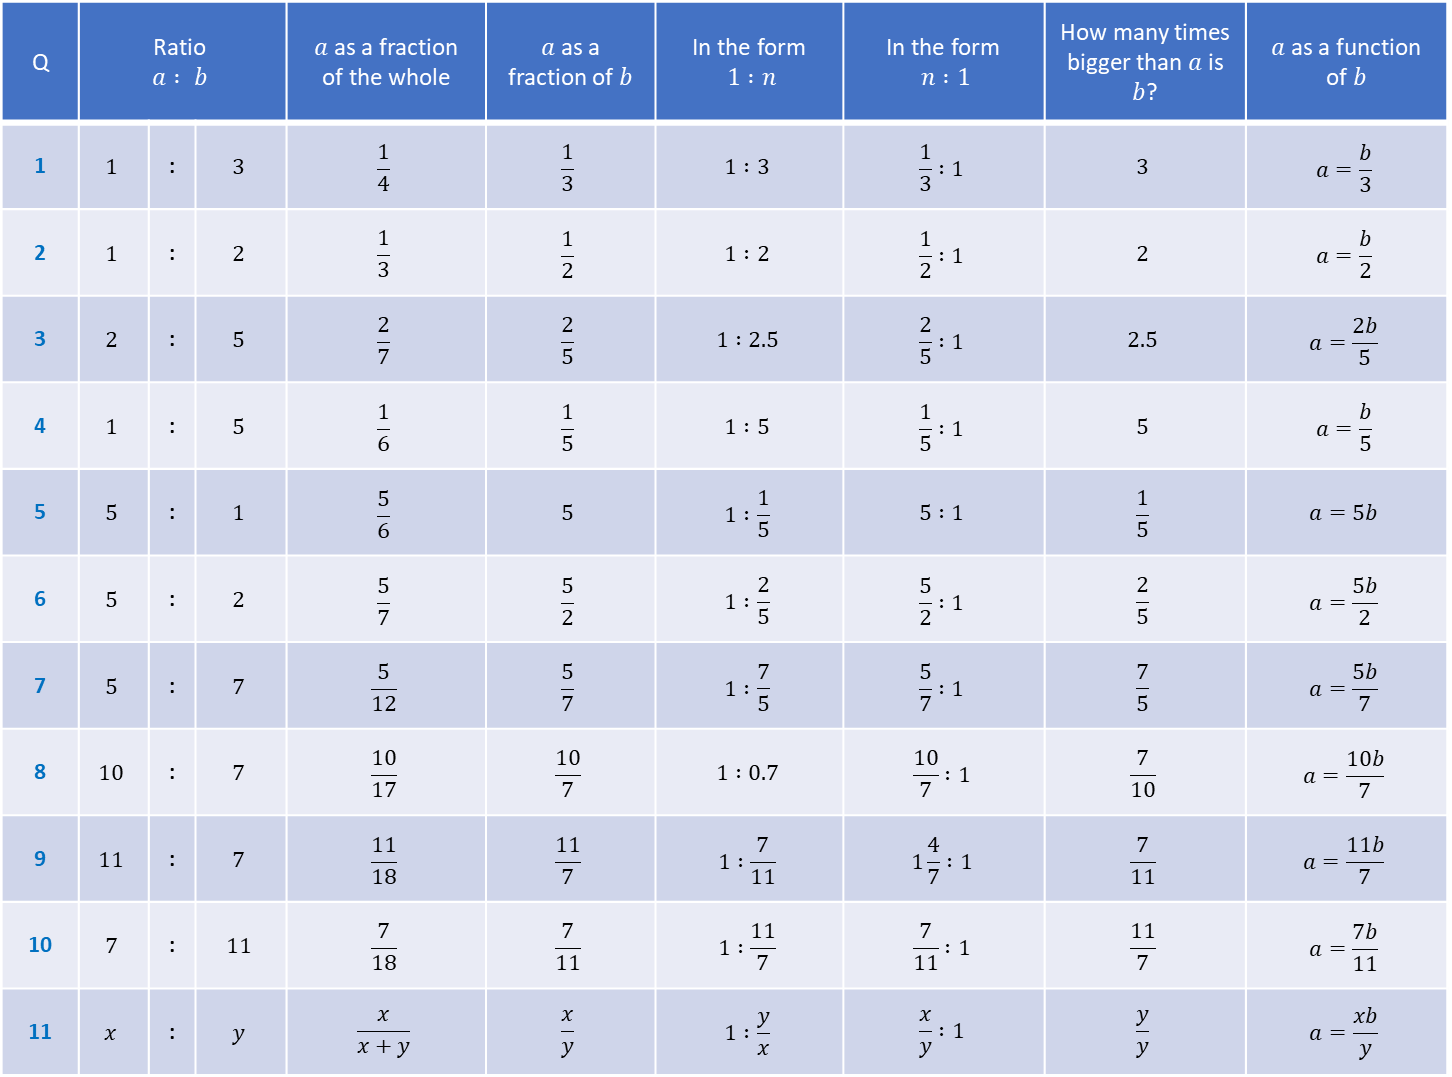 Q | Ratio a : b | a as a fraction of the whole | a as a fraction of b | In the form 1 : n | In the form n : 1 | How many times bigger than a is b? | a as a function of b
1 | 1 : 3 | 1/4 | 1/3 | 1 : 3 | 1/3 : 1 | 3 | a = b/3
2 | 1 : 2 | 1/3 | 1/2 | 1 : 2 | 1/2 : 1 | 2 | a = b/2
3 | 2 : 5 | 2/7 | 2/5 | 1 : 2.5 | 2/5 : 1 | 2.5 | a = 2b/5
4 | 1 : 5 | 1/6 | 1/5 | 1 : 5 | 1/5 : 1 | 5 | a = b/5
5 | 5 : 1 | 5/6 | 5 | 1 : 1/5 | 5 : 1 | 1/5 | a = 5b
6 | 5 : 2 | 5/7 | 5/2 | 1 : 2/5 | 5/2 : 1 | 2/5 | a = 5b/2
7 | 5 : 7 | 5/12 | 5/7 | 1 : 7/5 | 5/7 : 1 | 7/5 | a = 5b/7
8 | 10 : 7 | 10/17 | 10/7 | 1 : 0.7 | 10/7 : 1 | 7/10 | a = 10b/7
9 | 11 : 7 | 11/18 | 11/7 | 1 : 7/11 | 1 4/7 : 1 | 7/11 | a = 11b/7
10 | 7 : 11 | 7/18 | 7/11 | 1 : 11/7 | 7/11 : 1 | 11/7 | a = 7b/11
11 | x : y | x/(x + y) | x/y | 1 : y/x | x/y : 1 | y/y | a = xb/y